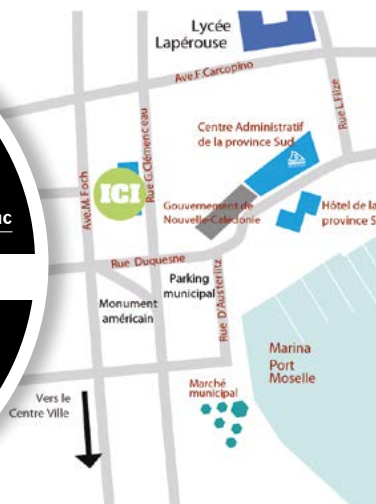 Lycée
Lapérouse
Ave.F.Carcopino
Rue L.Flize
Rue G.Clémenceau
Centre Administratif
de la province Sud
ICI
Ave.M.Foch
Gouvernement de
Nouvelle-Calédonie
Hôtel de la
province S
Rue Duquesne
Parking
municipal
Rue D'Austerlitz
Monument
américain
Marina
Port
Moselle
Marché
municipal
Vers le
Centre Ville